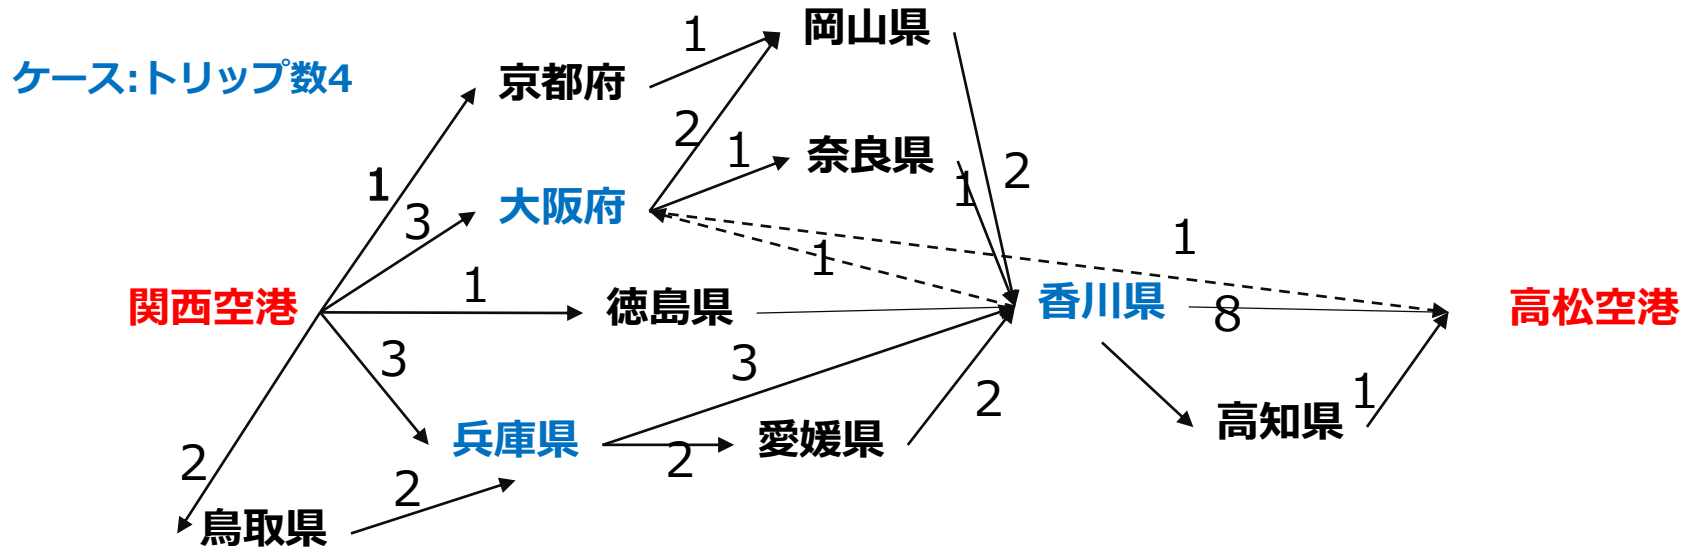 岡山県
1
ケース:トリップ数4
京都府
2
1
奈良県
2
1
1
大阪府
3
1
1
1
関西空港
徳島県
香川県
8
高松空港
3
3
2
1
高知県
兵庫県
2
愛媛県
2
2
鳥取県